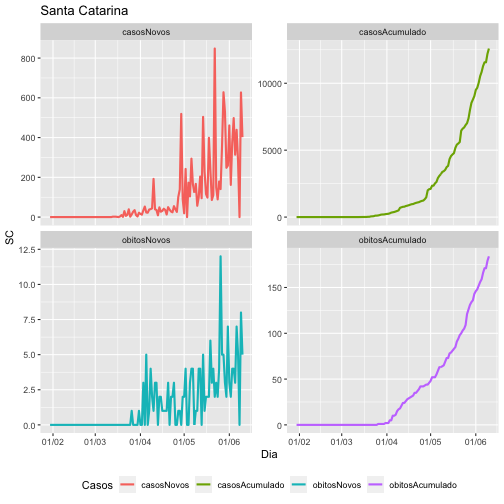 Santa Catarina
casosNovos
casosAcumulado
800
600
400
200
0
10000
5000
0
SC
obitosNovos
obitosAcumulado
12.5
10.0
7.5
5.0
2.5
0.0
150
100
50
0
01/02 01/03 01/04 01/05 01/06
01/02 01/03 01/04 01/05 01/06
Dia
Casos casosNovos casosAcumulado obitosNovos obitosAcumulado